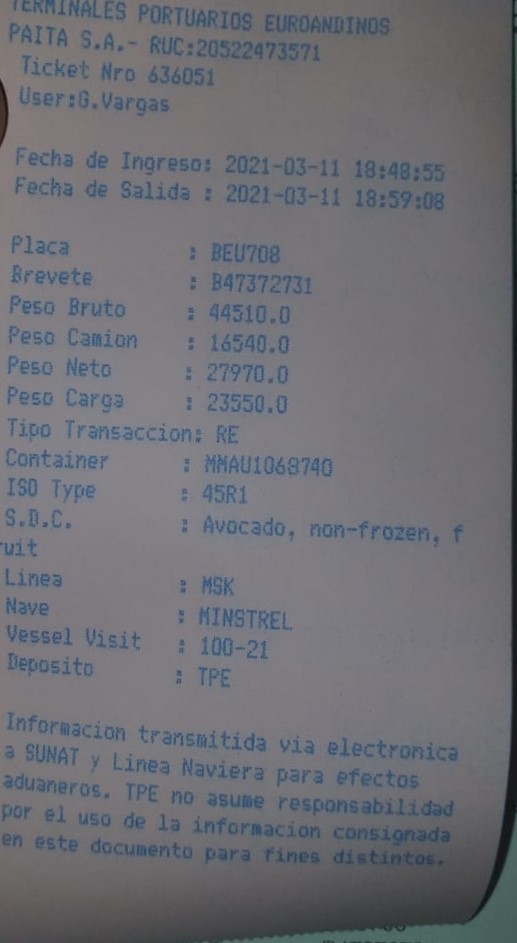 TERMINALES PORTUARIOS EUROANDINOS
PAITA S.A.- RUC:20522473571
Ticket Nro 636051
User:G.Vargas
Fecha de Ingreso: 2021-03-11 18:48:55
Fecha de Salida : 2021-03-11 18:59:08
Placa : BEU708
Brevete : B47372731
Peso Bruto : 44510.0
Peso Camion : 16540.0
Peso Neto : 27970.0
Peso Carga : 23550.0
Tipo Transaccion: RE
Container : MMAU1068740
ISO Type : 45R1
S.D.C. : Avocado, non-frozen, f
ruit
Linea : MSK
Nave : MINSTREL
Vessel Visit : 100-21
Deposito : TPE
Informacion transmitida via electronica
a SUNAT y Linea Naviera para efectos
aduaneros. TPE no asume responsabilidad
por el uso de la informacion consignada
en este documento para fines distintos.